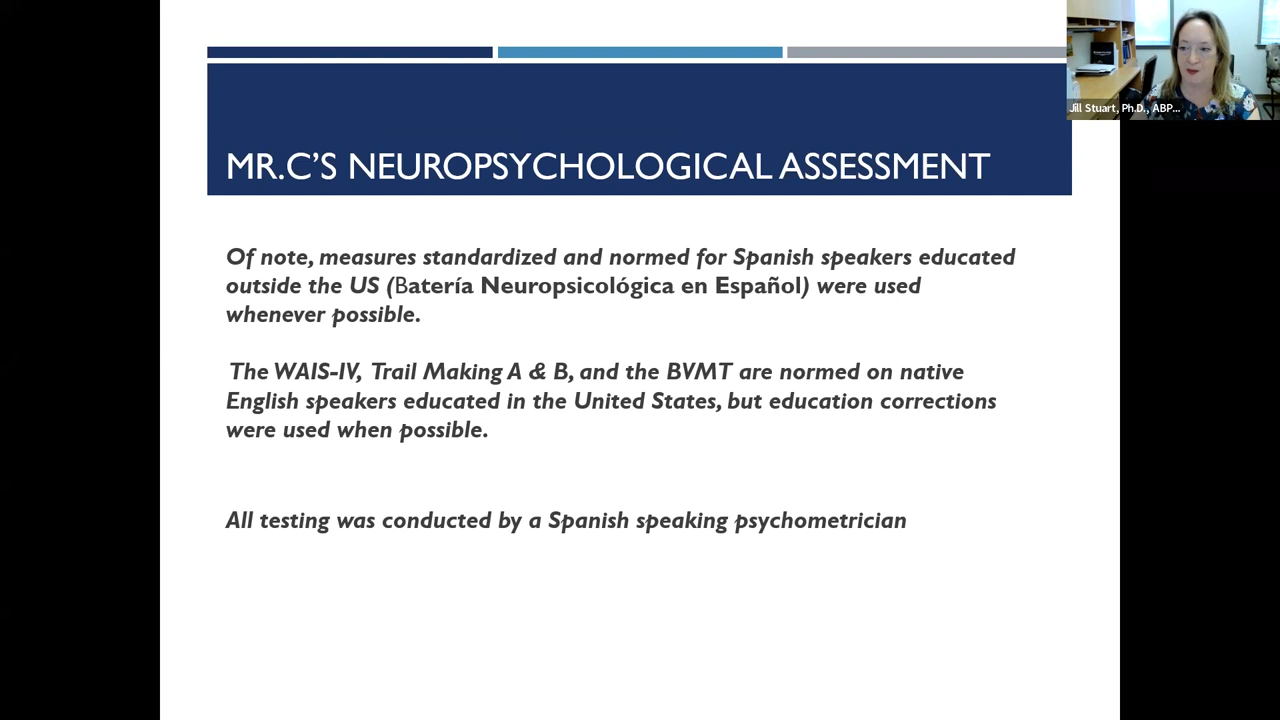 Jill Stuart, Ph.D., ABP...
MR.C’S NEUROPSYCHOLOGICAL ASSESSMENT
Of note, measures standardized and normed for Spanish speakers educated
outside the US (Batería Neuropsicológica en Español) were used
whenever possible.
The WAIS-IV, Trail Making A & B, and the BVMT are normed on native
English speakers educated in the United States, but education corrections
were used when possible.
All testing was conducted by a Spanish speaking psychometrician